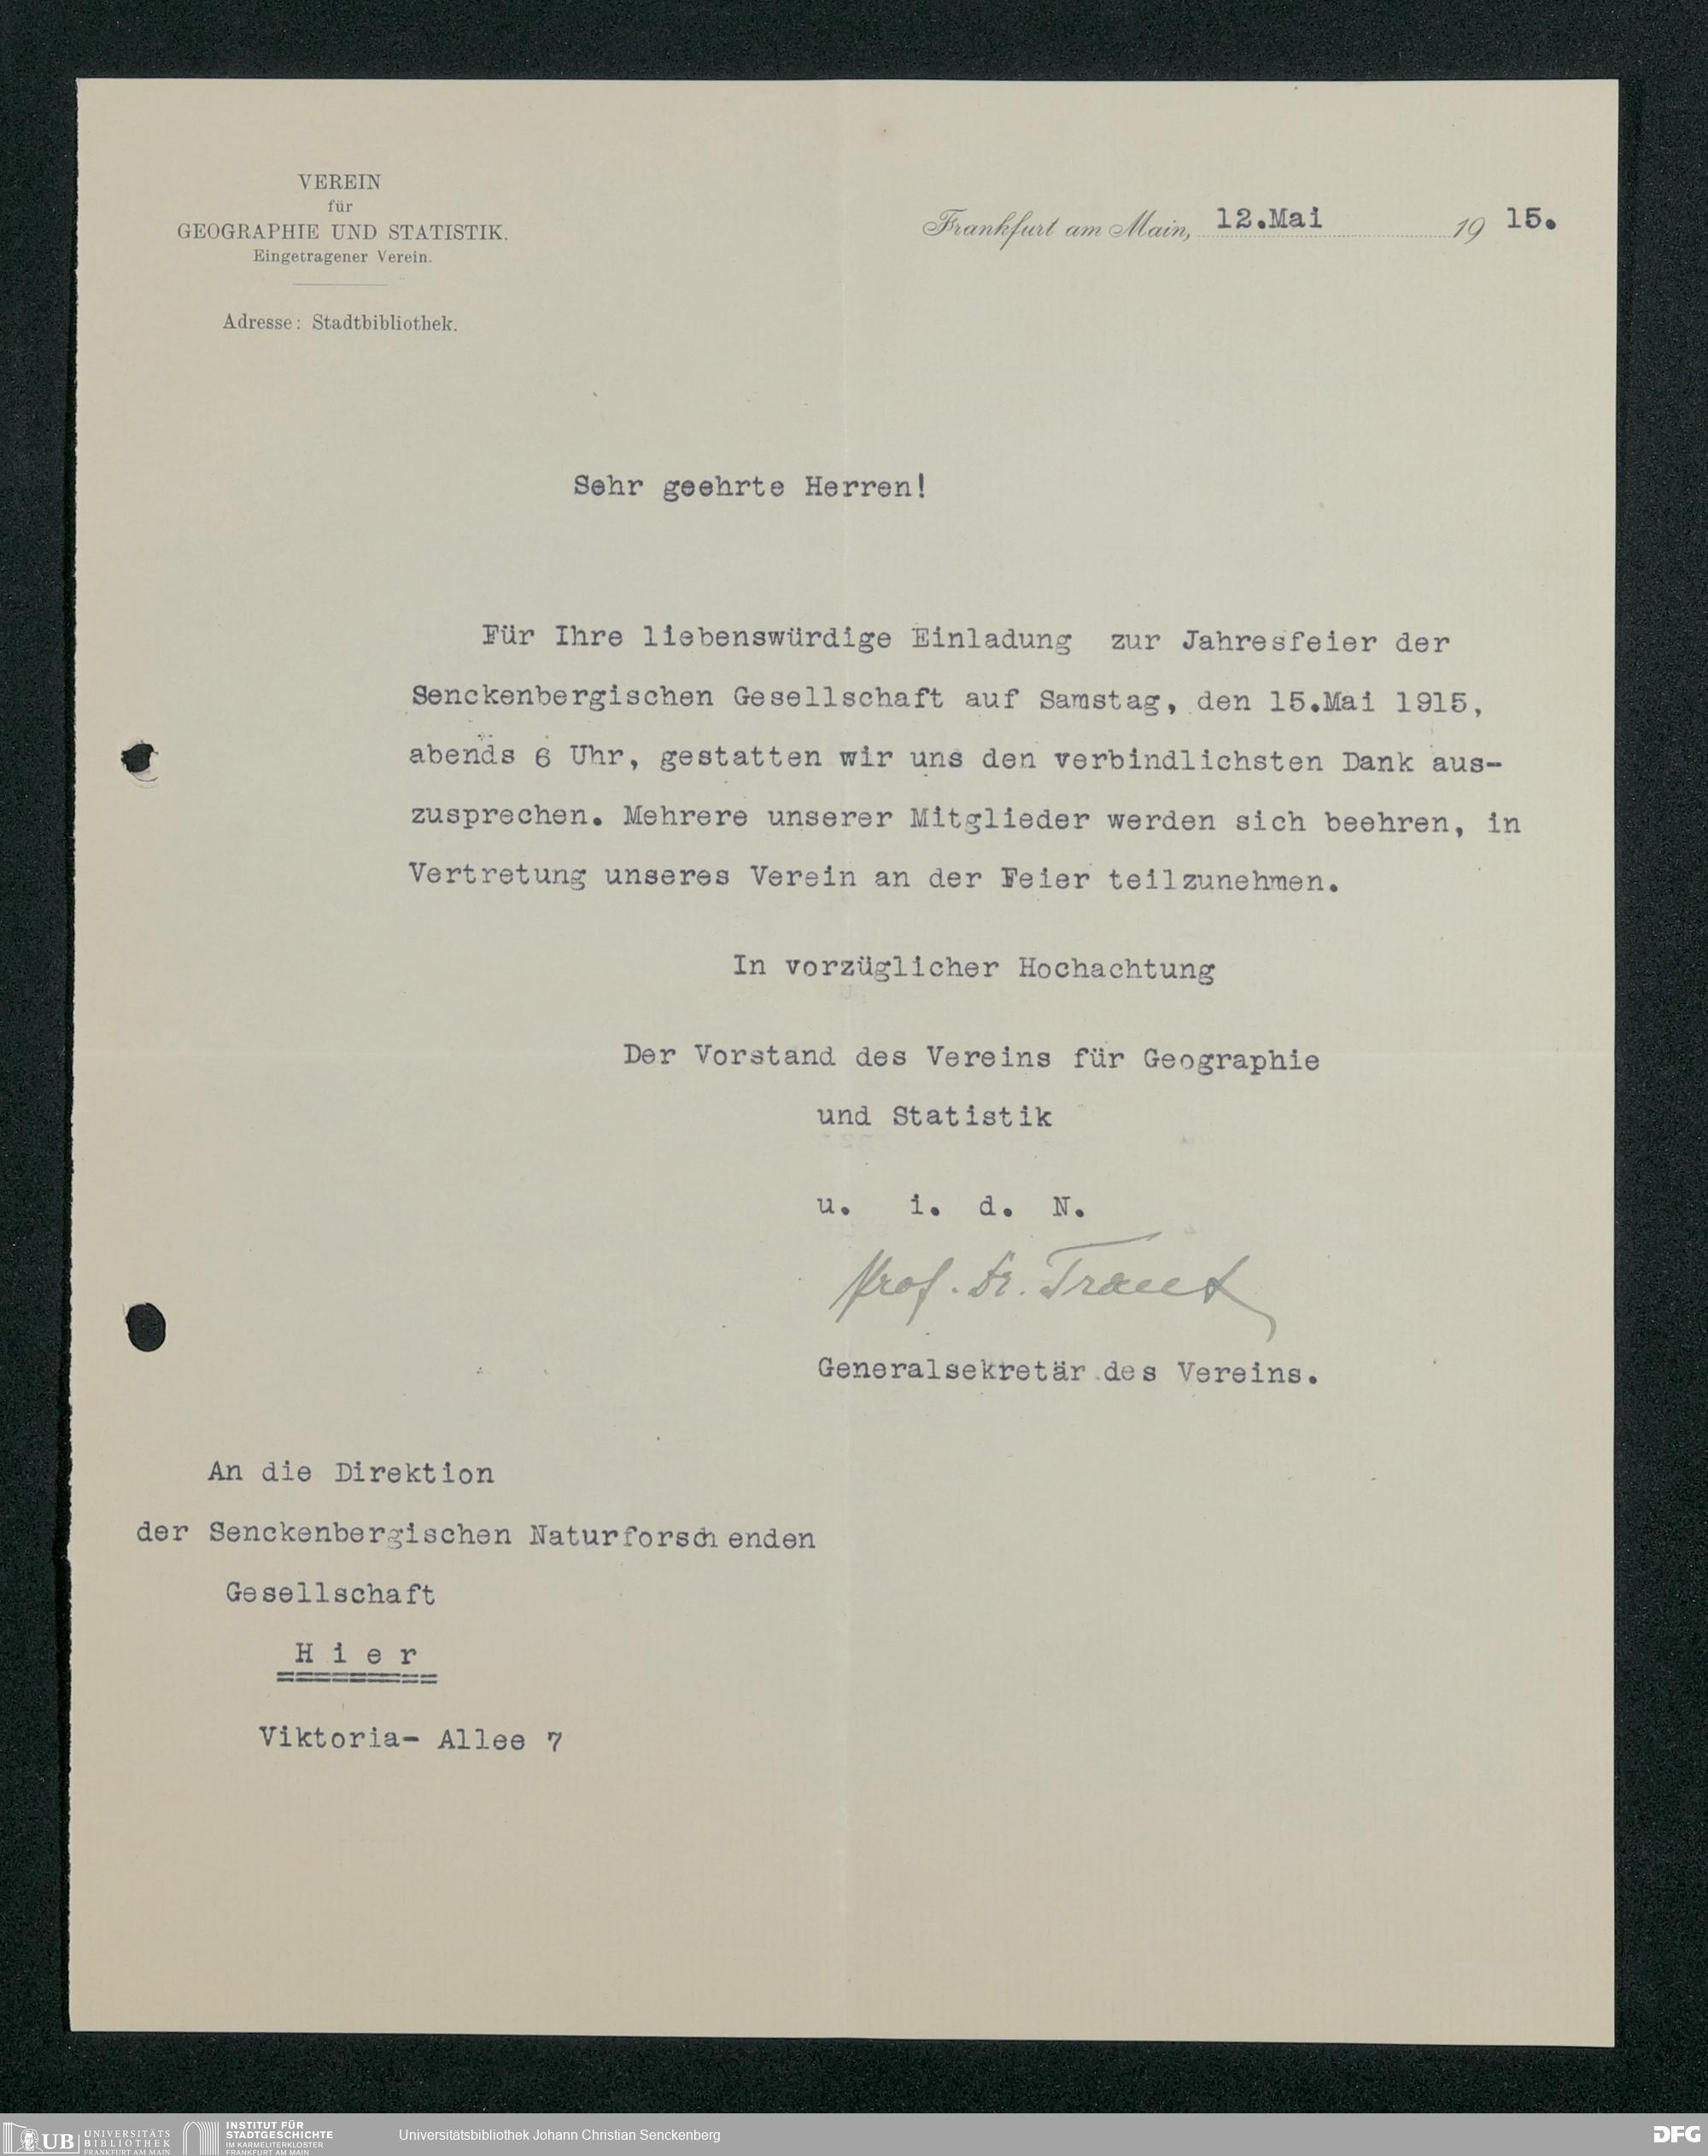 VEREIN
für
GEOGRAPHIE UND STATISTIK.
Eingetragener Verein.
Adresse: Stadtbibliothek.
Frankfurt am Main, 12.Mai 19 15.
Sehr geehrte Herren!
Für Ihre liebenswürdige Einladung zur Jahresfeier der
Senckenbergischen Gesellschaft auf Samstag, den 15.Mai 1915,
abends 6 Uhr, gestatten wir uns den verbindlichsten Dank aus-
zusprechen. Mehrere unserer Mitglieder werden sich beehren, in
Vertretung unseres Verein an der Feier teilzunehmen.
In vorzüglicher Hochachtung
Der Vorstand des Vereins für Geographie
und Statistik
u. i. d. N.
Prof. Dr. Traut
Generalsekretär des Vereins.
An die Direktion
der Senckenbergischen Naturforschenden
Gesellschaft
H i e r
Viktoria- Allee 7
UB UNIVERSITÄTS
BIBLIOTHEK
FRANKFURT AM MAIN
INSTITUT FÜR
STADTGESCHICHTE
IM KARMELITERKLOSTER
FRANKFURT AM MAIN
Universitätsbibliothek Johann Christian Senckenberg
DFG